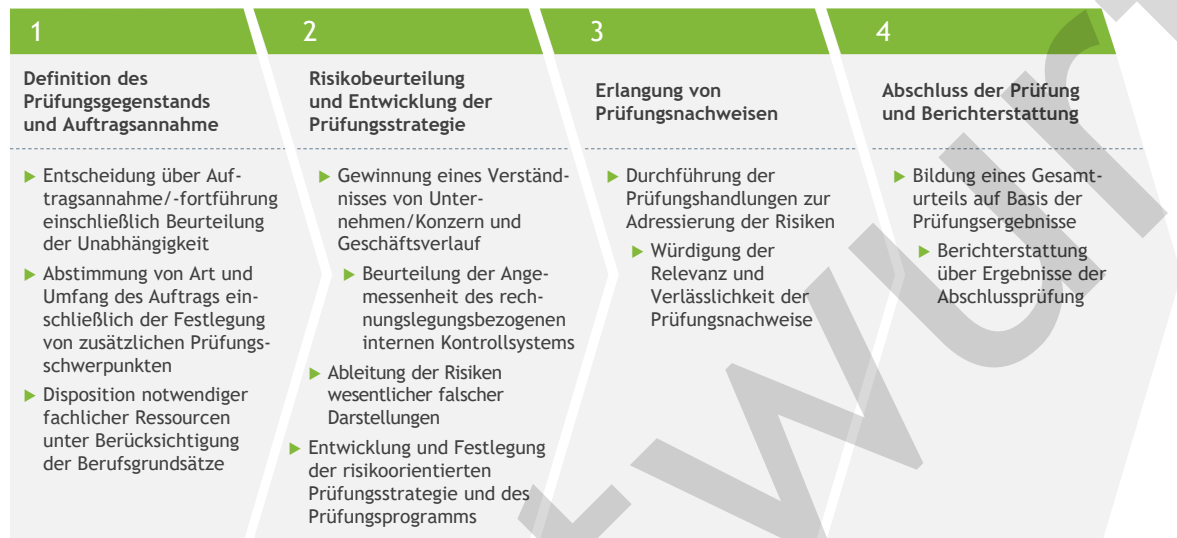 1
Definition des
Prüfungsgegenstands
und Auftragsannahme
▶ Entscheidung über Auf-
tragsannahme/-fortführung
einschließlich Beurteilung
der Unabhängigkeit
▶ Abstimmung von Art und
Umfang des Auftrags ein-
schließlich der Festlegung
von zusätzlichen Prüfungs-
schwerpunkten
▶ Disposition notwendiger
fachlicher Ressourcen
unter Berücksichtigung
der Berufsgrundsätze
2
Risikobeurteilung
und Entwicklung der
Prüfungsstrategie
▶ Gewinnung eines Verständ-
nisses von Unter-
nehmen/Konzern und
Geschäftsverlauf
▶ Beurteilung der Ange-
messenheit des rech-
nungslegungsbezogenen
internen Kontrollsystems
▶ Ableitung der Risiken
wesentlicher falscher
Darstellungen
▶ Entwicklung und Festlegung
der risikoorientierten
Prüfungsstrategie und des
Prüfungsprogramms
3
Erlangung von
Prüfungsnachweisen
▶ Durchführung der
Prüfungshandlungen zur
Adressierung der Risiken
▶ Würdigung der
Relevanz und
Verlässlichkeit der
Prüfungsnachweise
4
Abschluss der Prüfung
und Berichterstattung
▶ Bildung eines Gesamt-
urteils auf Basis der
Prüfungsergebnisse
▶ Berichterstattung
über Ergebnisse der
Abschlussprüfung